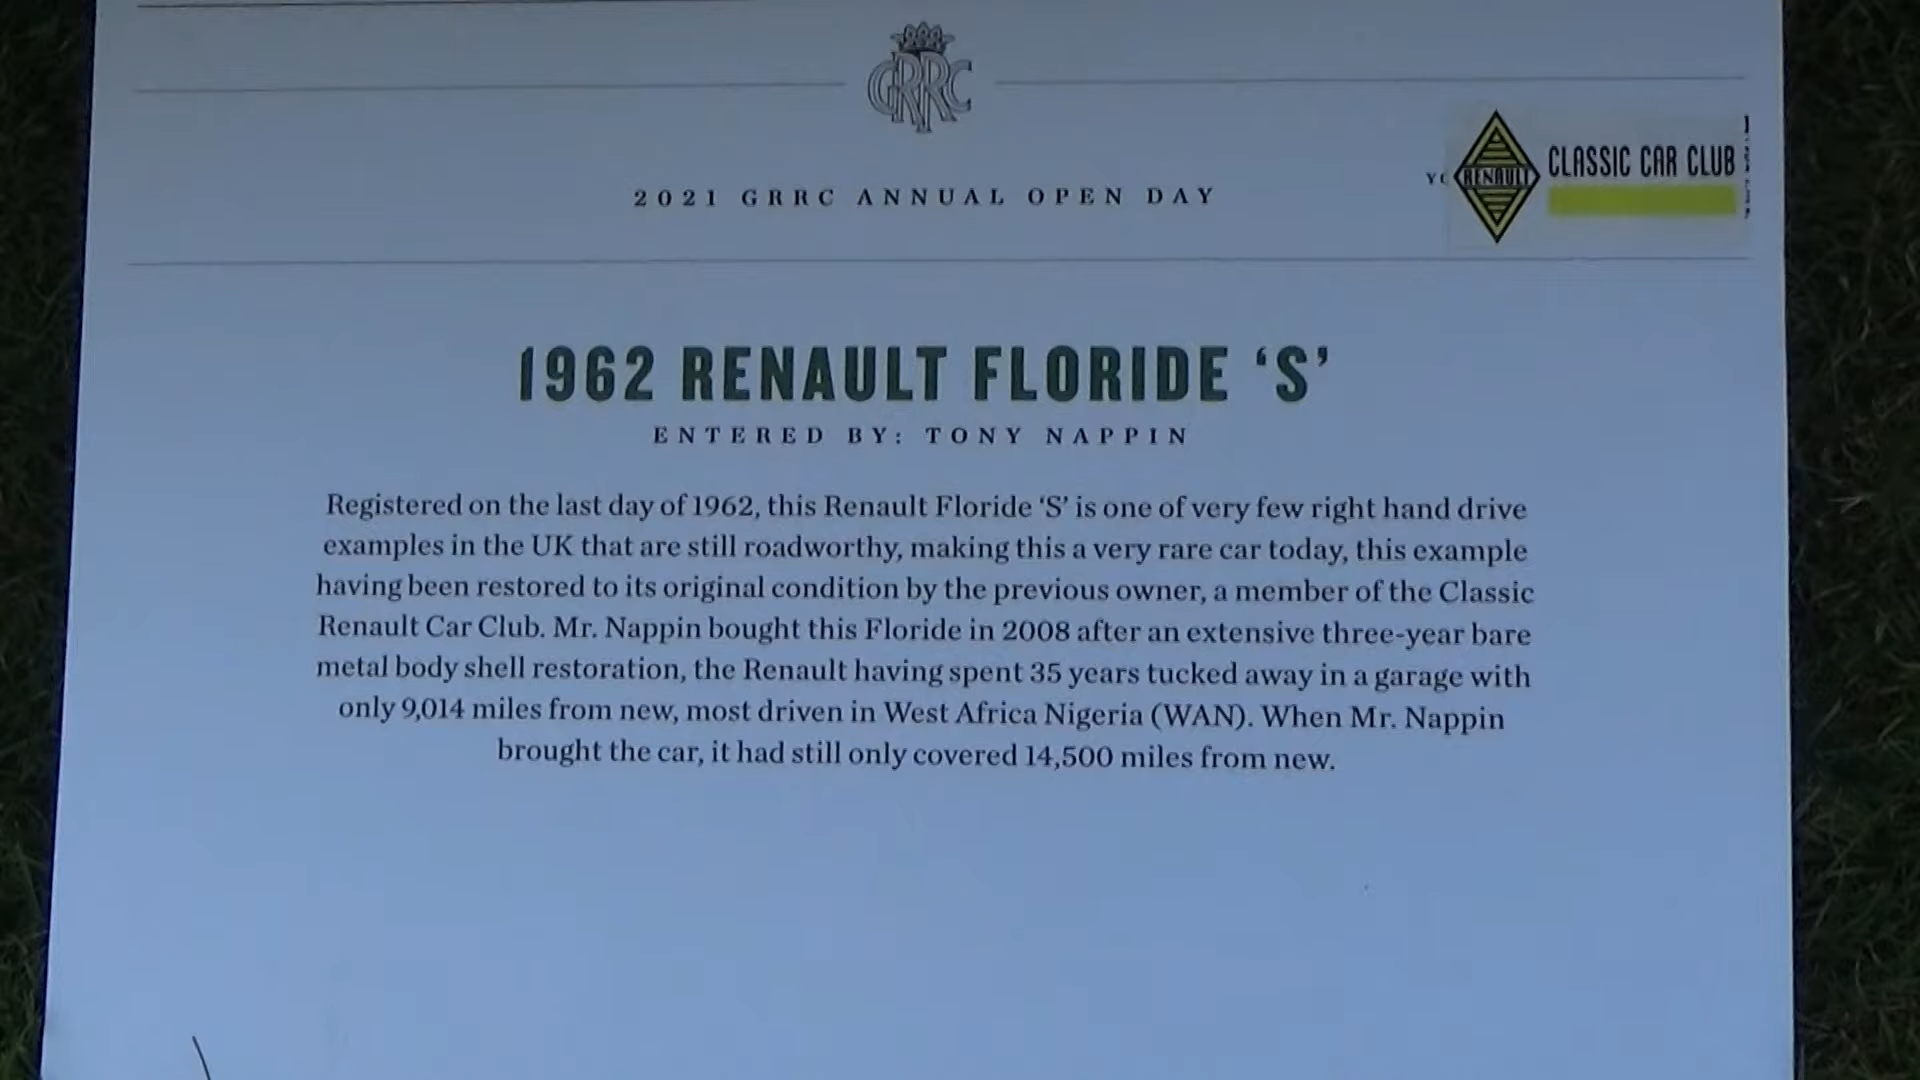 GRRC
2021 GRRC ANNUAL OPEN DAY
RENAULT
CLASSIC CAR CLUB
1962 RENAULT FLORIDE ‘S’
ENTERED BY: TONY NAPPIN
Registered on the last day of 1962, this Renault Floride ‘S’ is one of very few right hand drive
examples in the UK that are still roadworthy, making this a very rare car today, this example
having been restored to its original condition by the previous owner, a member of the Classic
Renault Car Club. Mr. Nappin bought this Floride in 2008 after an extensive three-year bare
metal body shell restoration, the Renault having spent 35 years tucked away in a garage with
only 9,014 miles from new, most driven in West Africa Nigeria (WAN). When Mr. Nappin
brought the car, it had still only covered 14,500 miles from new.